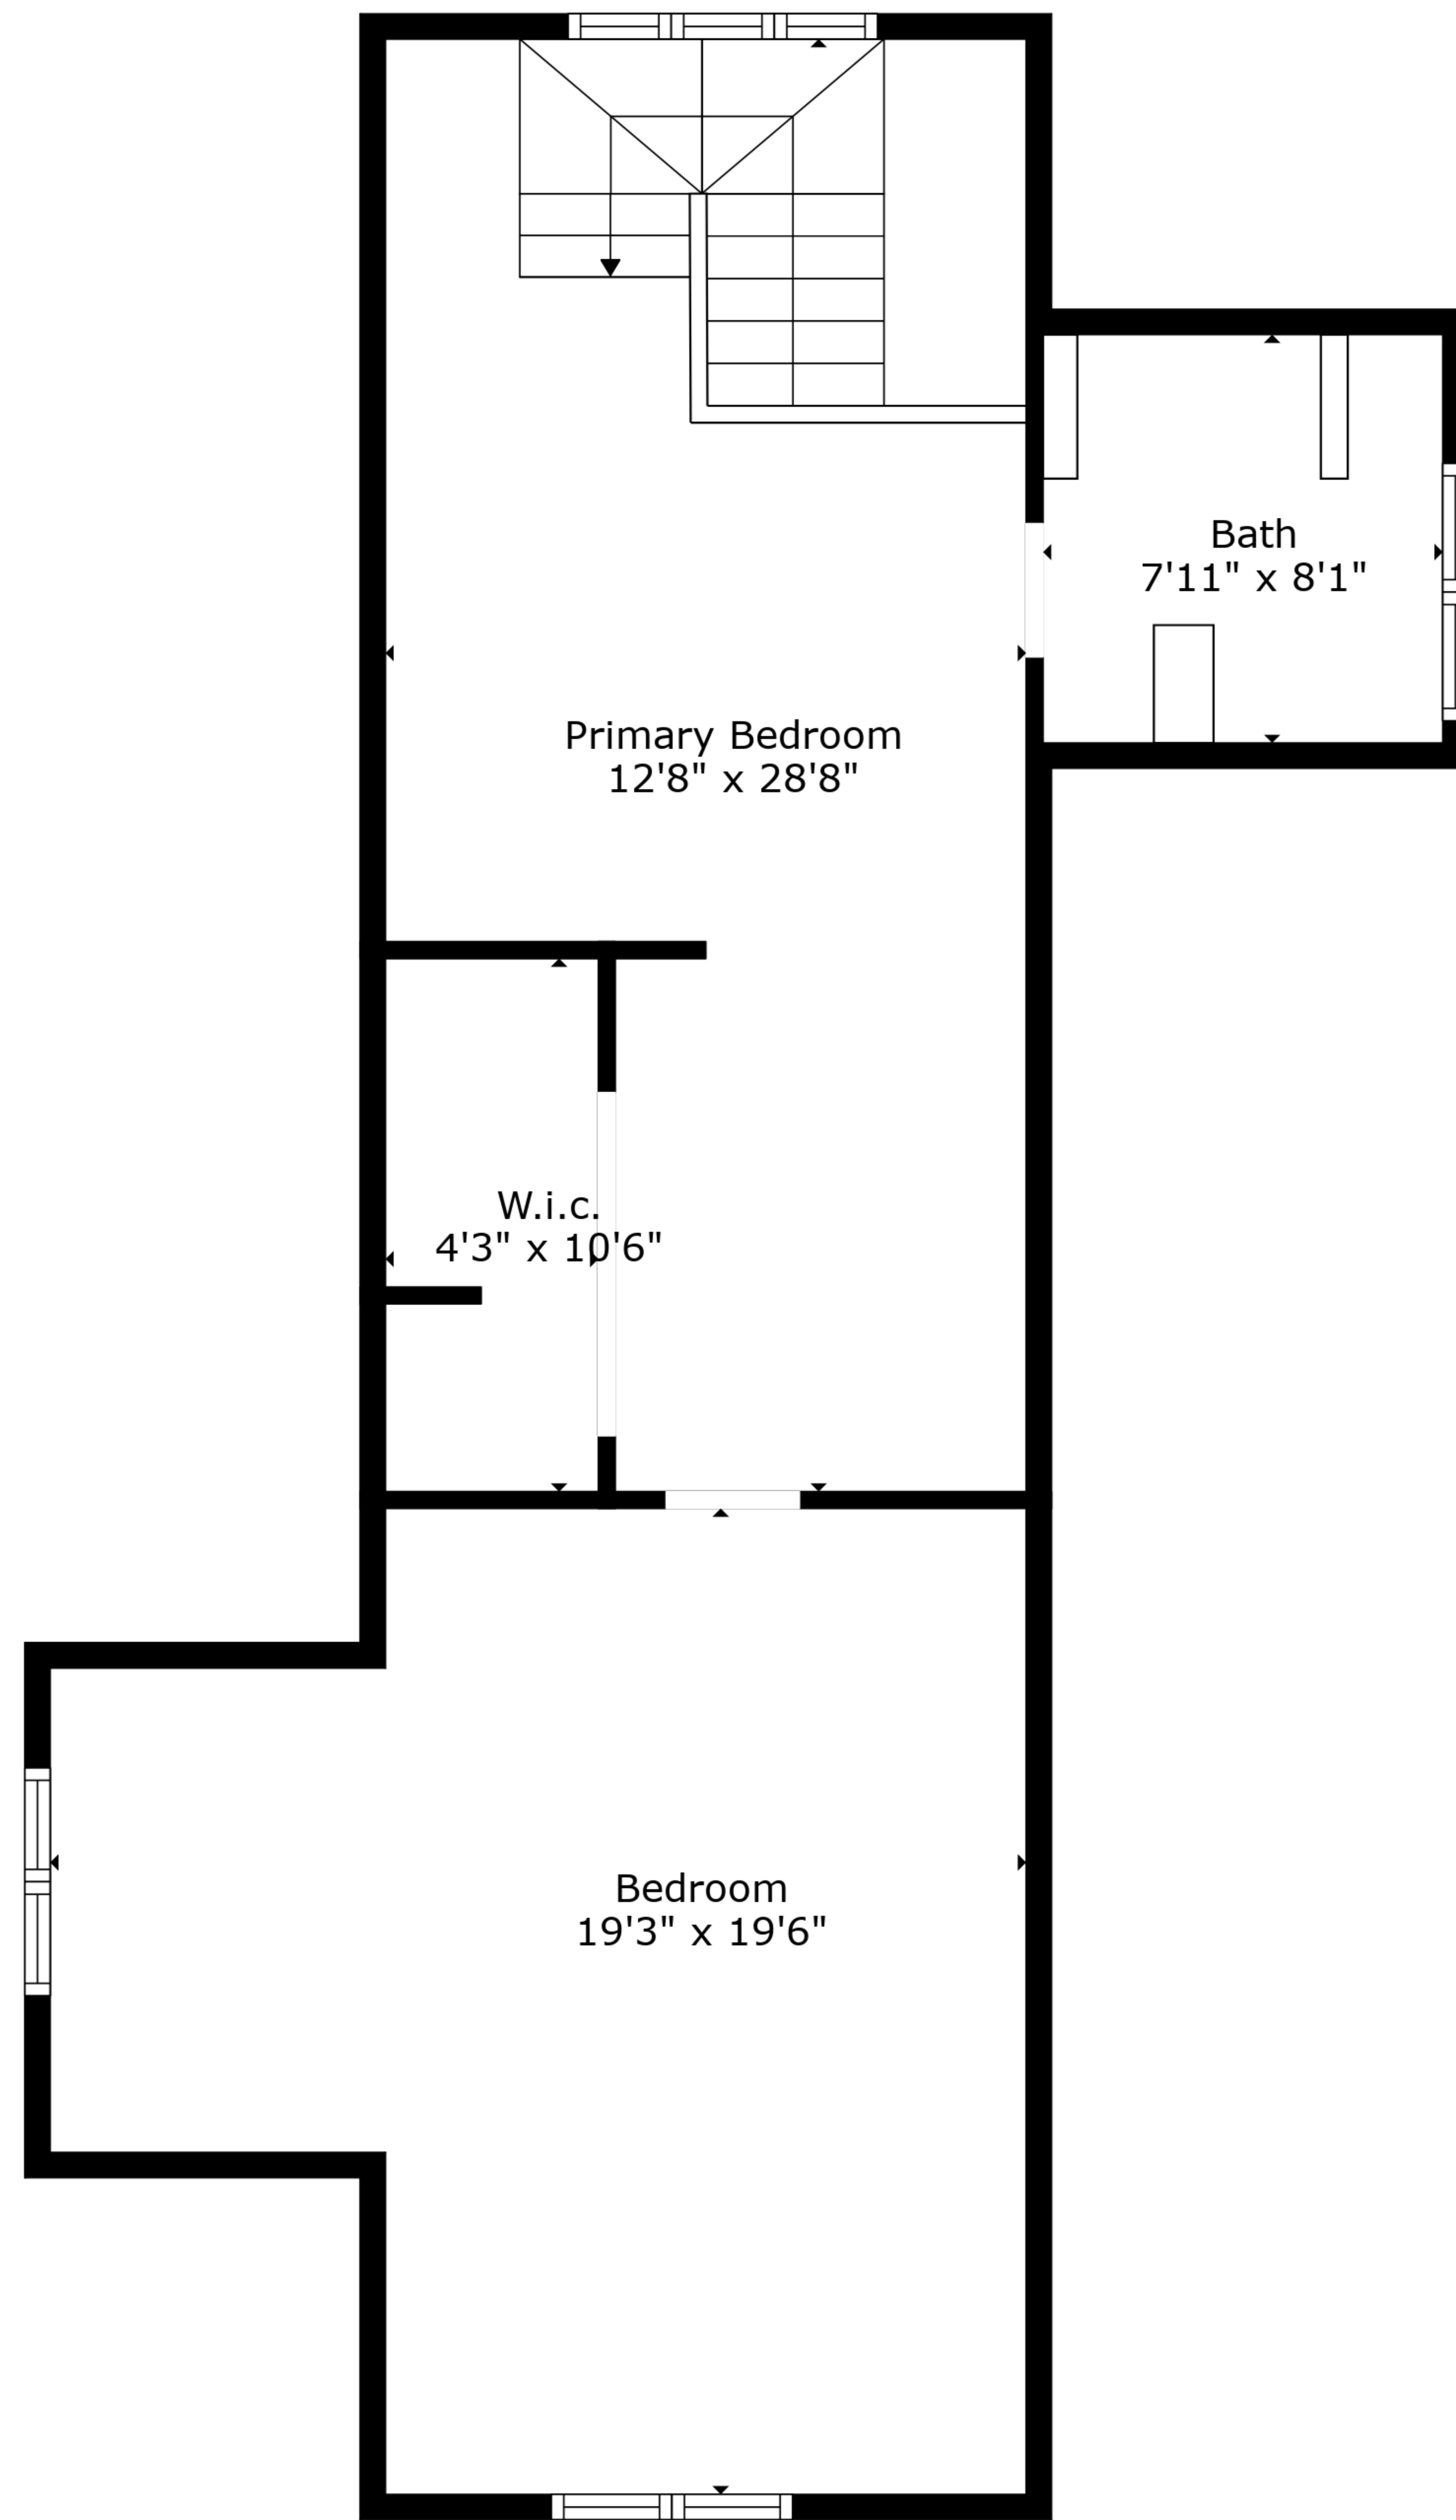 Bath
7'11" x 8'1"
Primary Bedroom
12'8" x 28'8"
W.i.c.
4'3" x 10'6"
Bedroom
19'3" x 19'6"